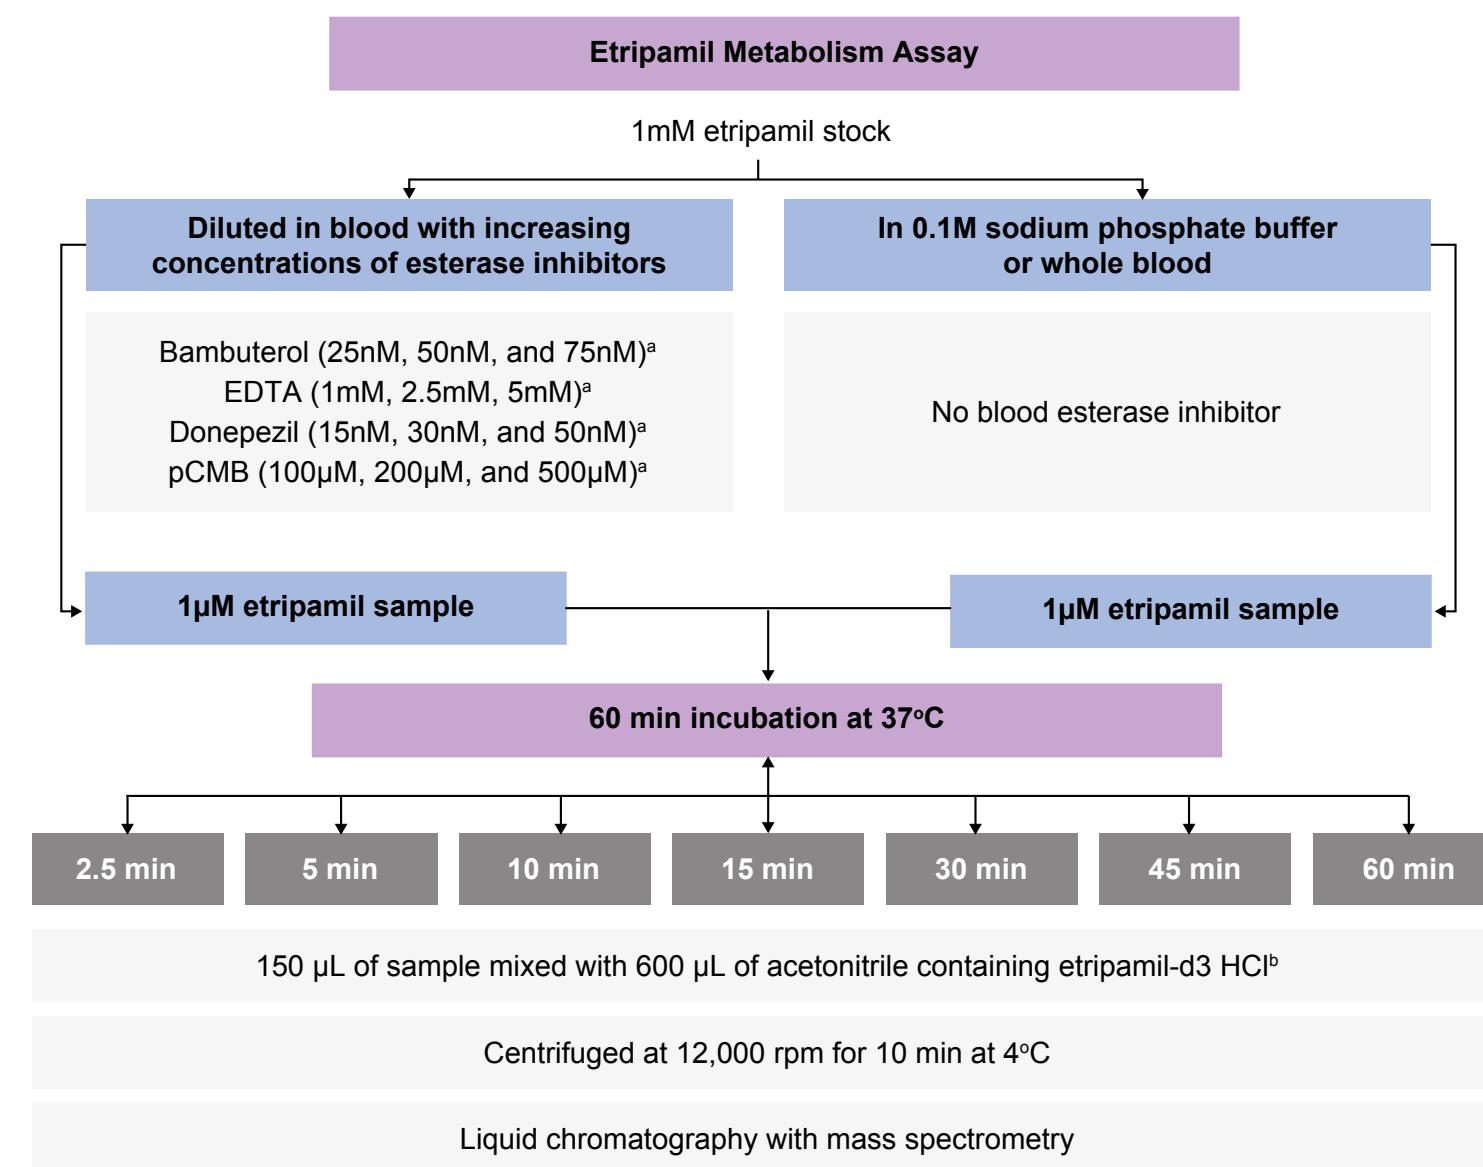 Etripamil Metabolism Assay
1mM etripamil stock
Diluted in blood with increasing
concentrations of esterase inhibitors
In 0.1M sodium phosphate buffer
or whole blood
Bambuterol (25nM, 50nM, and 75nM)ᵃ
EDTA (1mM, 2.5mM, 5mM)ᵃ
Donepezil (15nM, 30nM, and 50nM)ᵃ
pCMB (100µM, 200µM, and 500µM)ᵃ
No blood esterase inhibitor
1µM etripamil sample
1µM etripamil sample
60 min incubation at 37ºC
2.5 min
5 min
10 min
15 min
30 min
45 min
60 min
150 µL of sample mixed with 600 µL of acetonitrile containing etripamil-d3 HClᵇ
Centrifuged at 12,000 rpm for 10 min at 4ºC
Liquid chromatography with mass spectrometry